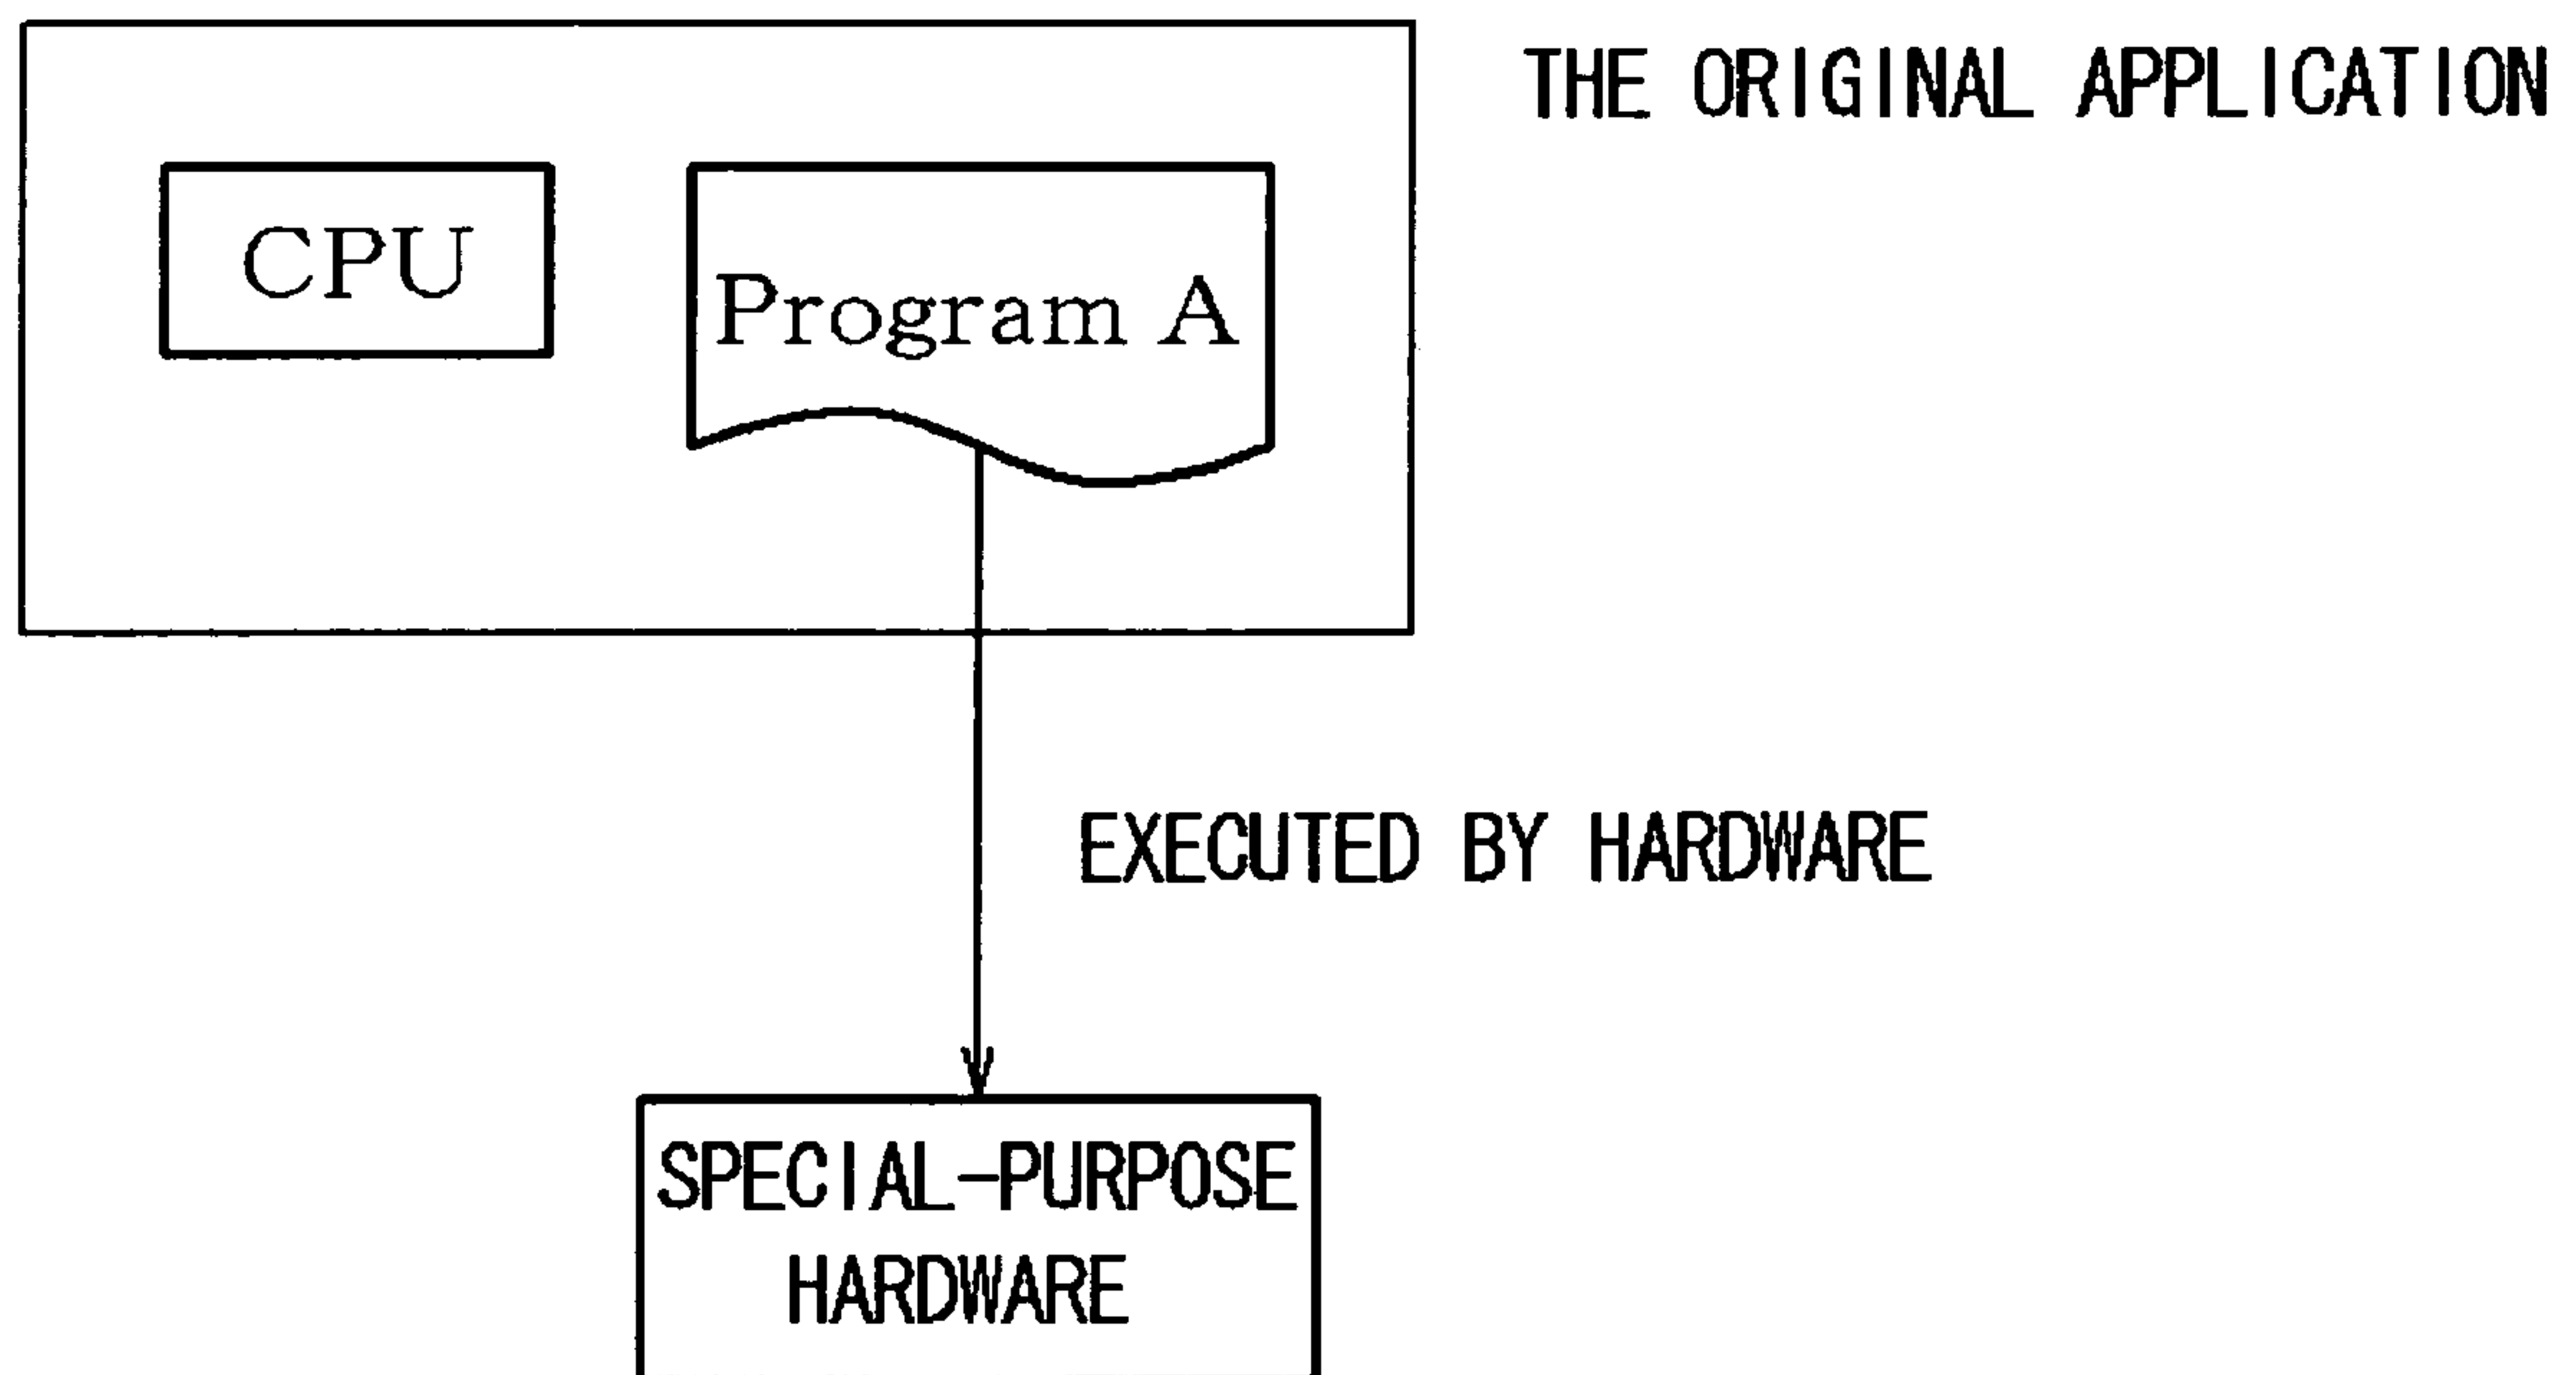 THE ORIGINAL APPLICATION
CPU
Program A
EXECUTED BY HARDWARE
SPECIAL-PURPOSE
HARDWARE